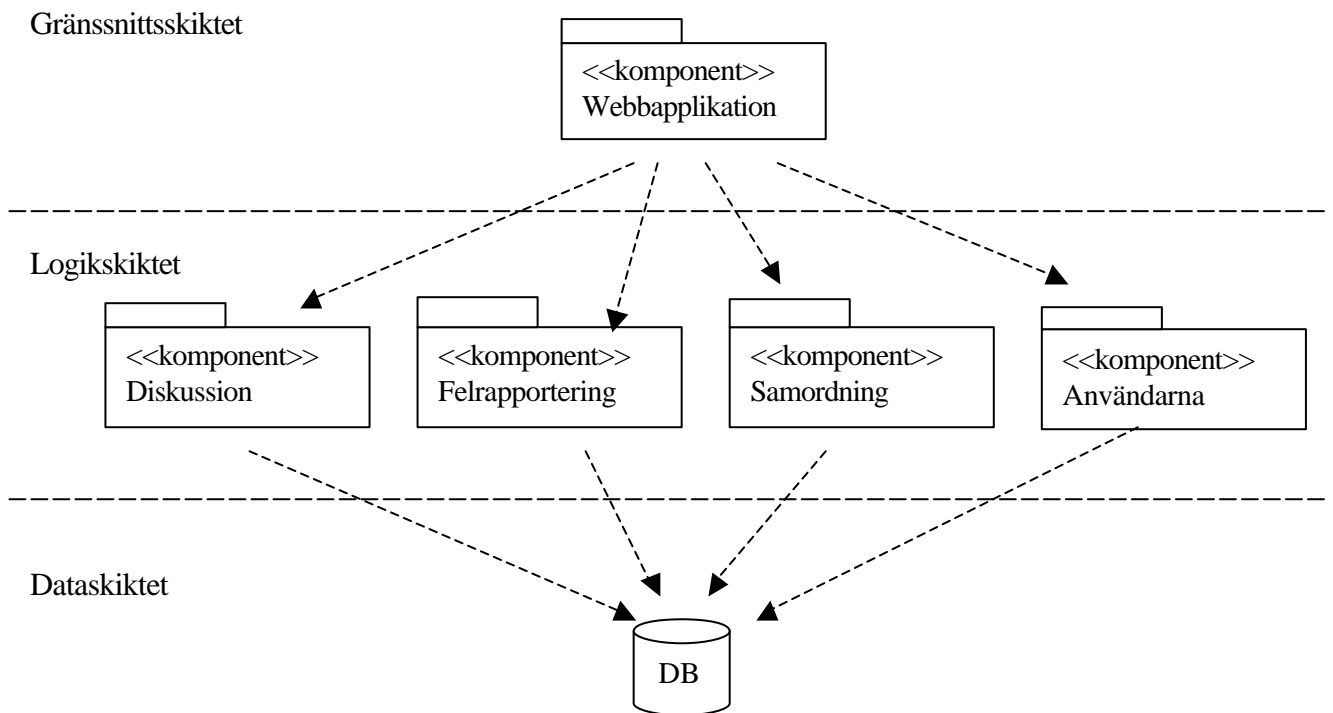 Gränssnittsskiktet
<<komponent>>
Webbapplikation
Logikskiktet
<<komponent>>
Diskussion
<<komponent>>
Felrapportering
<<komponent>>
Samordning
<<komponent>>
Användarna
Dataskiktet
DB